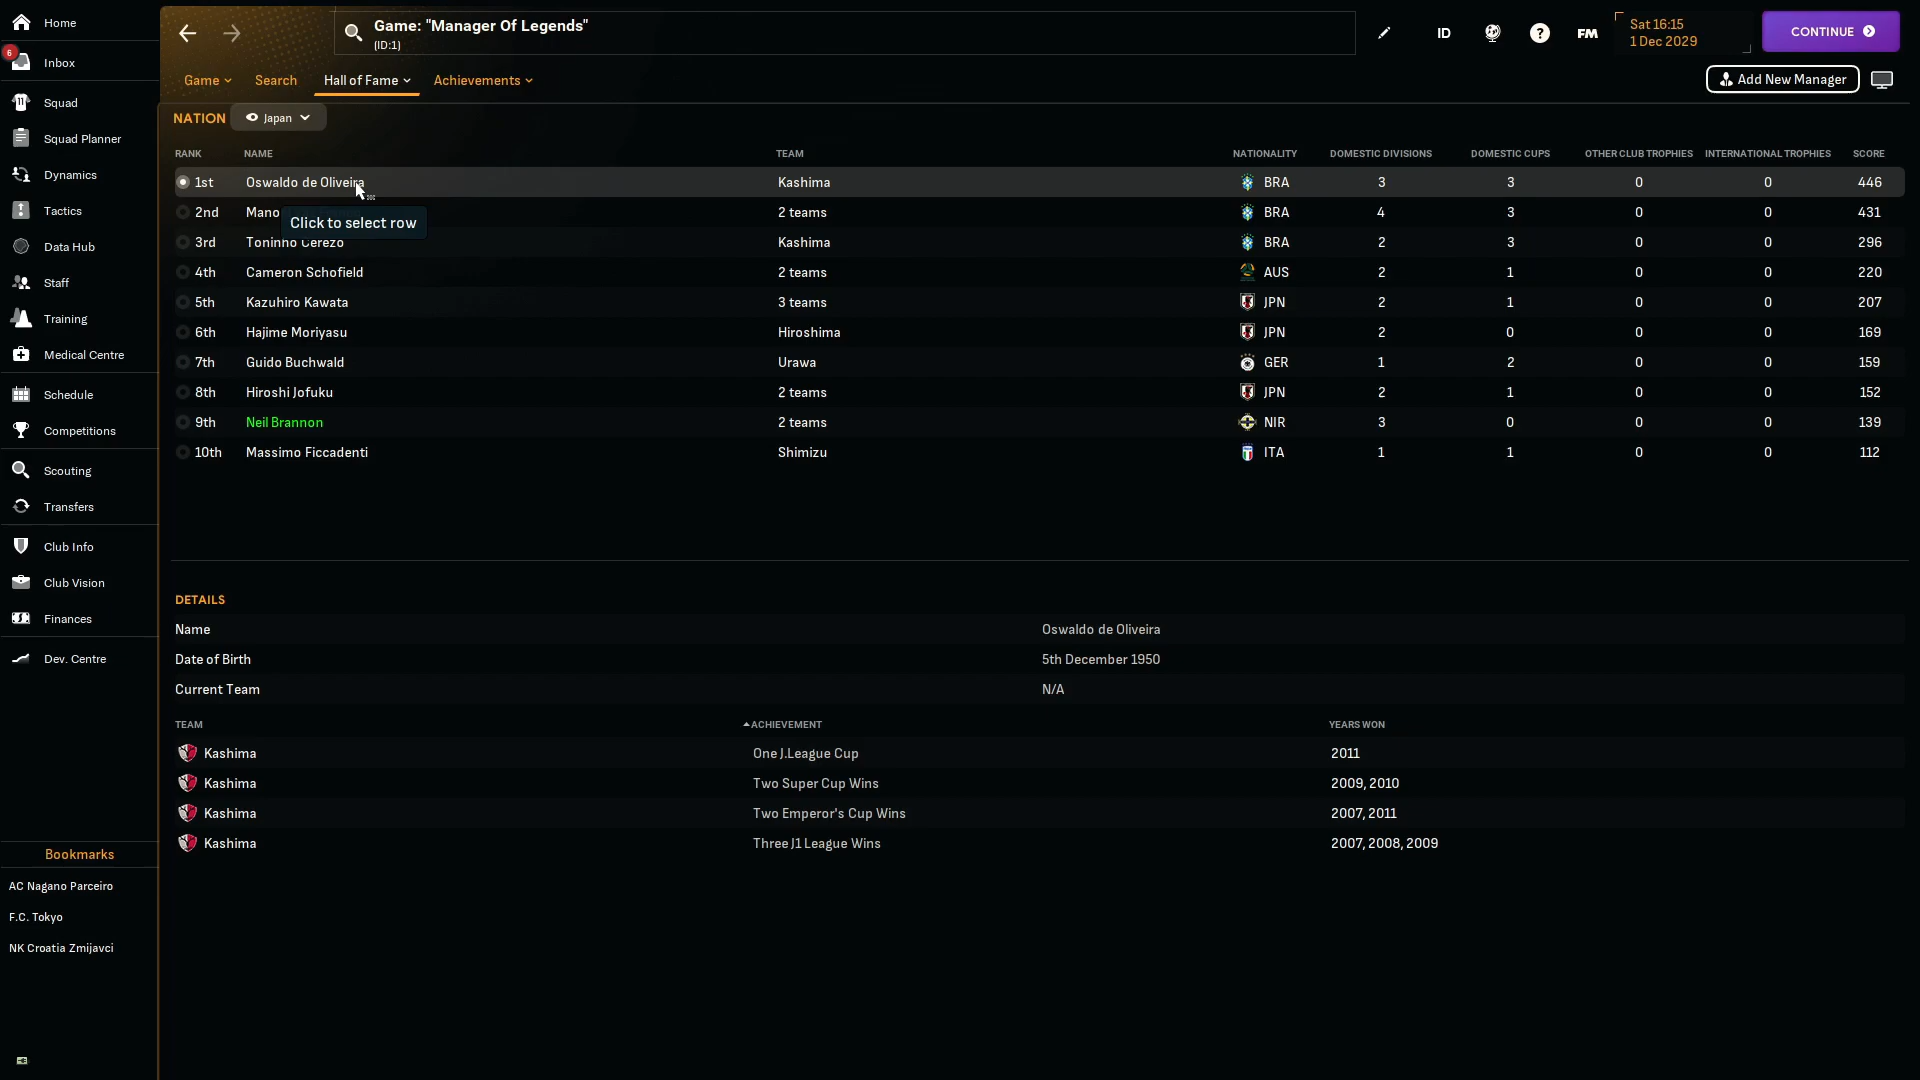 Home
6
Inbox
Squad
Squad Planner
Dynamics
Tactics
Data Hub
Staff
Training
Medical Centre
Schedule
Competitions
Scouting
Transfers
Club Info
Club Vision
Finances
Dev. Centre
Bookmarks
AC Nagano Parceiro
F.C. Tokyo
NK Croatia Zmijavci
Game: "Manager Of Legends"
(ID:1)
ID
?
FM
Sat 16:15
1 Dec 2029
CONTINUE
Game Search Hall of Fame Achievements
Add New Manager
NATION Japan
RANK NAME TEAM NATIONALITY DOMESTIC DIVISIONS DOMESTIC CUPS OTHER CLUB TROPHIES INTERNATIONAL TROPHIES SCORE
1st Oswaldo de Oliveira Kashima BRA 3 3 0 0 446
2nd Mano 2 teams BRA 4 3 0 0 431
Click to select row
3rd Toninho Cerezo Kashima BRA 2 3 0 0 296
4th Cameron Schofield 2 teams AUS 2 1 0 0 220
5th Kazuhiro Kawata 3 teams JPN 2 1 0 0 207
6th Hajime Moriyasu Hiroshima JPN 2 0 0 0 169
7th Guido Buchwald Urawa GER 1 2 0 0 159
8th Hiroshi Jofuku 2 teams JPN 2 1 0 0 152
9th Neil Brannon 2 teams NIR 3 0 0 0 139
10th Massimo Ficcadenti Shimizu ITA 1 1 0 0 112
DETAILS
Name Oswaldo de Oliveira
Date of Birth 5th December 1950
Current Team N/A
TEAM ACHIEVEMENT YEARS WON
Kashima One J.League Cup 2011
Kashima Two Super Cup Wins 2009, 2010
Kashima Two Emperor's Cup Wins 2007, 2011
Kashima Three J1 League Wins 2007, 2008, 2009